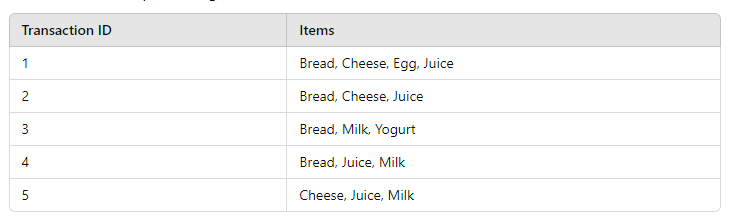 Transaction ID Items
1 Bread, Cheese, Egg, Juice
2 Bread, Cheese, Juice
3 Bread, Milk, Yogurt
4 Bread, Juice, Milk
5 Cheese, Juice, Milk